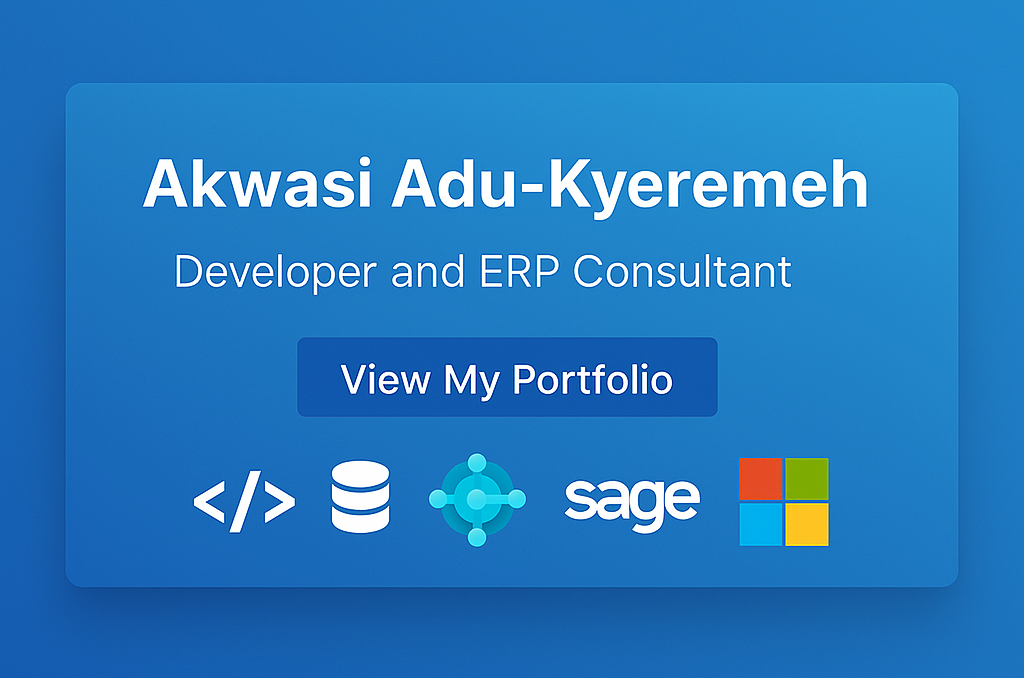 Akwasi Adu-Kyeremeh
Developer and ERP Consultant
View My Portfolio
</>
sage